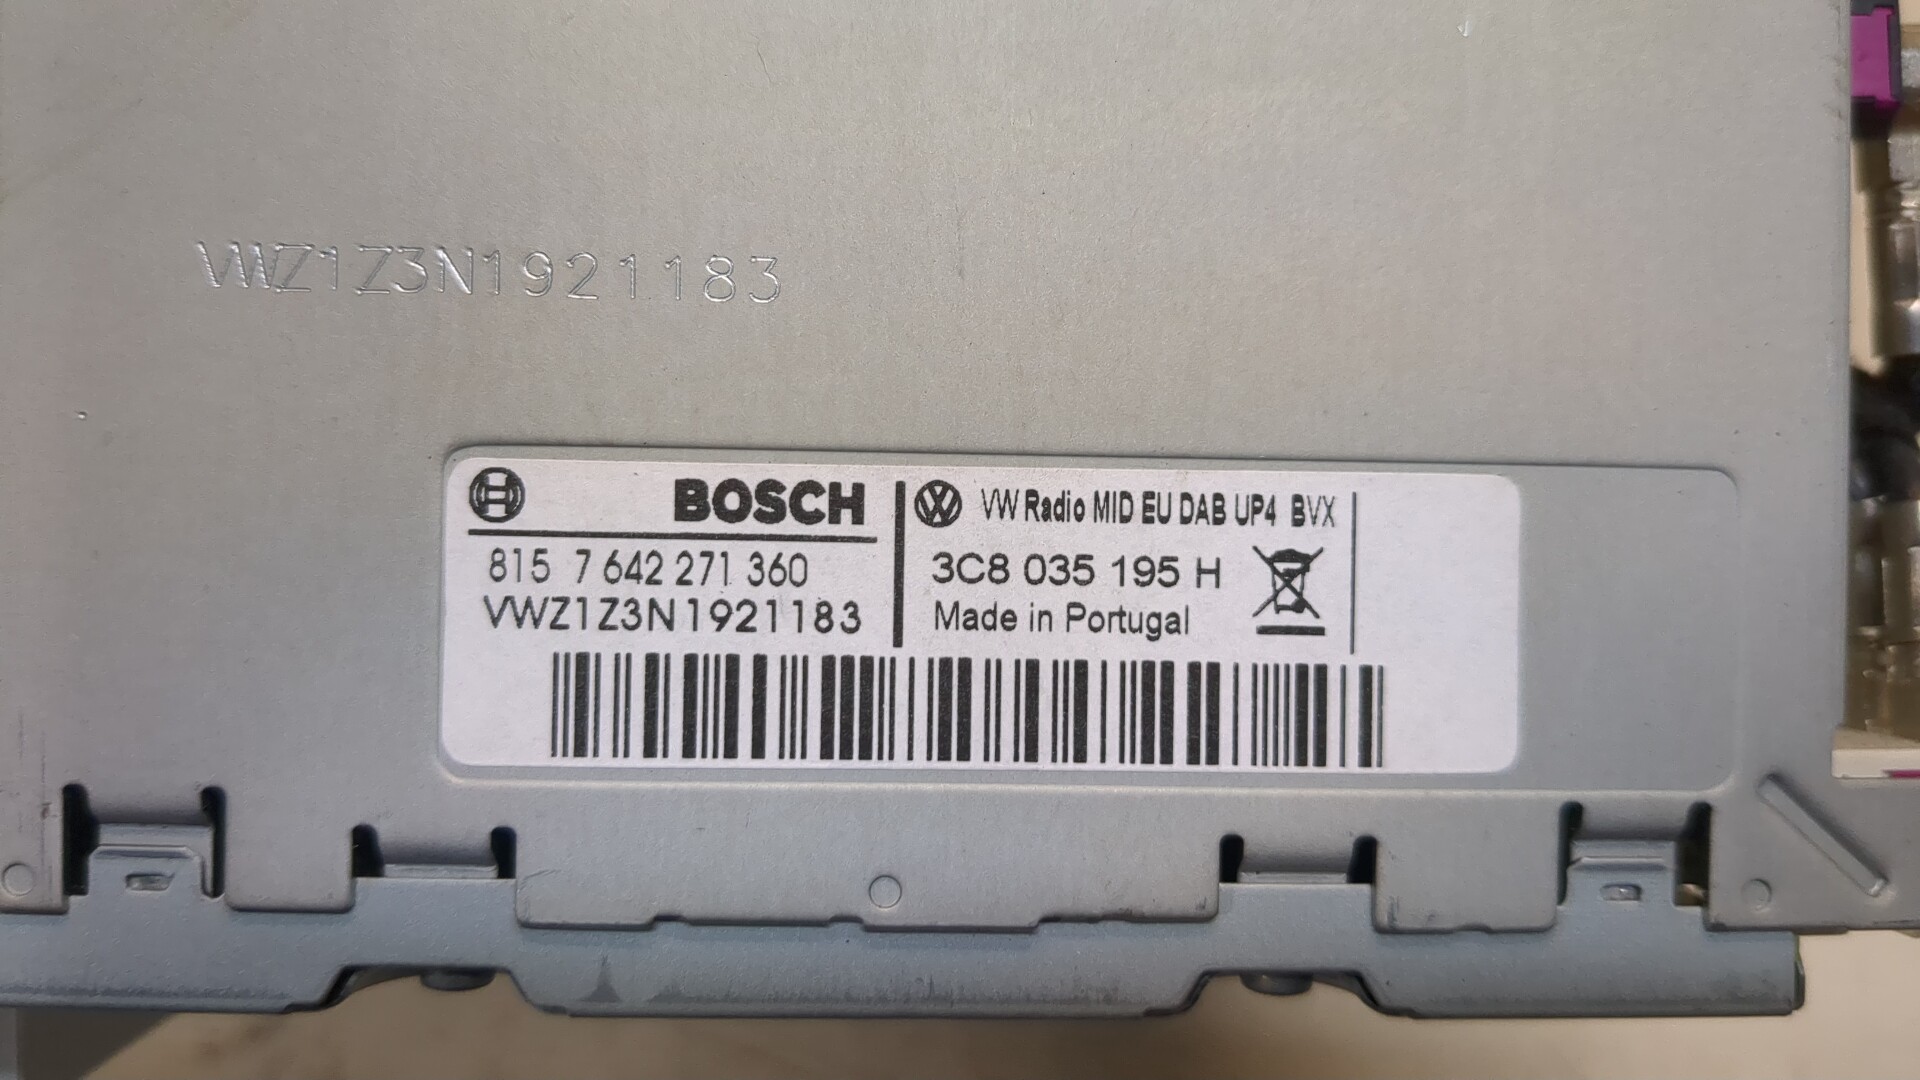 VWZ1Z3N1921183
BOSCH
815 7 642 271 360
VWZ1Z3N1921183
VW Radio MID EU DAB UP4 BVX
3C8 035 195 H
Made in Portugal